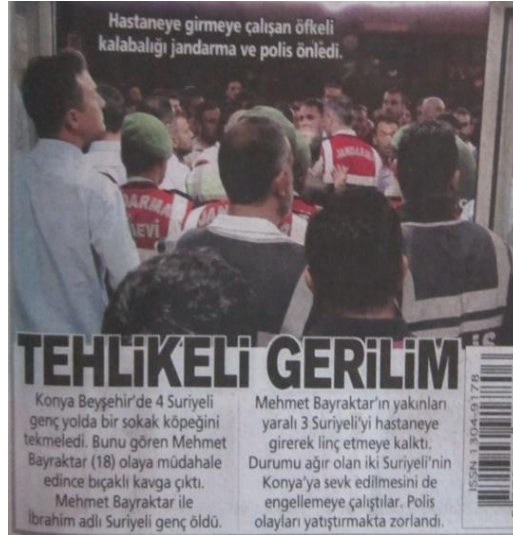 Hastaneye girmeye çalışan öfkeli
kalabalığı jandarma ve polis önledi.
JANDARMA
TEHLİKELİ GERİLİM
Konya Beyşehir'de 4 Suriyeli
genç yolda bir sokak köpeğini
tekmeledi. Bunu gören Mehmet
Bayraktar (18) olaya müdahale
edince bıçaklı kavga çıktı.
Mehmet Bayraktar ile
İbrahim adlı Suriyeli genç öldü.
Mehmet Bayraktar'ın yakınları
yaralı 3 Suriyeli'yi hastaneye
girerek linç etmeye kalktı.
Durumu ağır olan iki Suriyeli'nin
Konya'ya sevk edilmesini de
engellemeye çalıştılar. Polis
olayları yatıştırmakta zorlandı.
ISSN 1304-9178